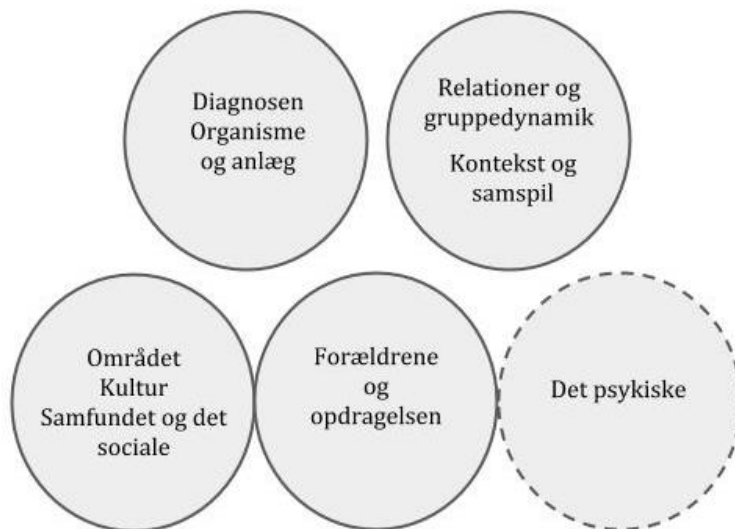 Diagnosen
Organisme
og anlæg
Relationer og
gruppedynamik
Kontekst og
samspil
Området
Kultur
Samfundet og det
sociale
Forældrene
og
opdragelsen
Det psykiske